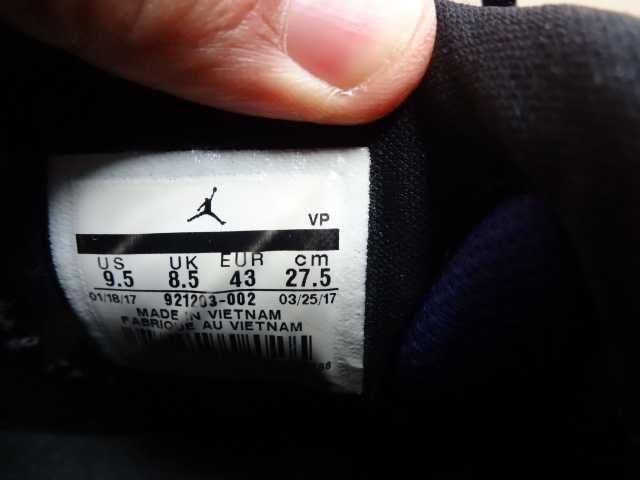 VP
US UK EUR cm
9.5 8.5 43 27.5
01/18/17 921203-002 03/25/17
MADE IN VIETNAM
FABRIQUE AU VIETNAM